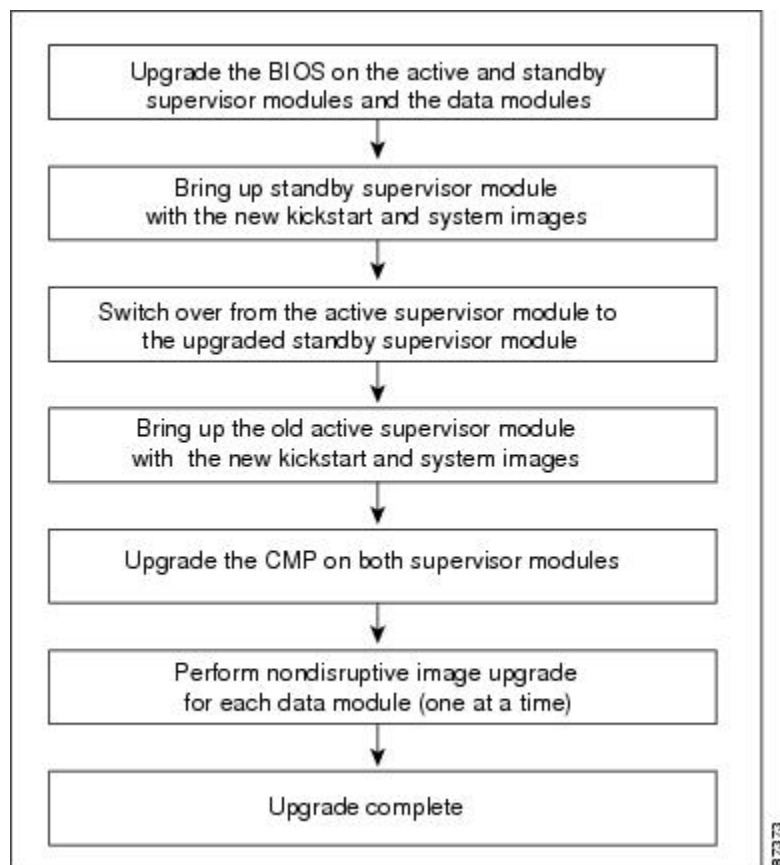 Upgrade the BIOS on the active and standby
supervisor modules and the data modules
Bring up standby supervisor module
with the new kickstart and system images
Switch over from the active supervisor module to
the upgraded standby supervisor module
Bring up the old active supervisor module
with the new kickstart and system images
Upgrade the CMP on both supervisor modules
Perform nondisruptive image upgrade
for each data module (one at a time)
Upgrade complete